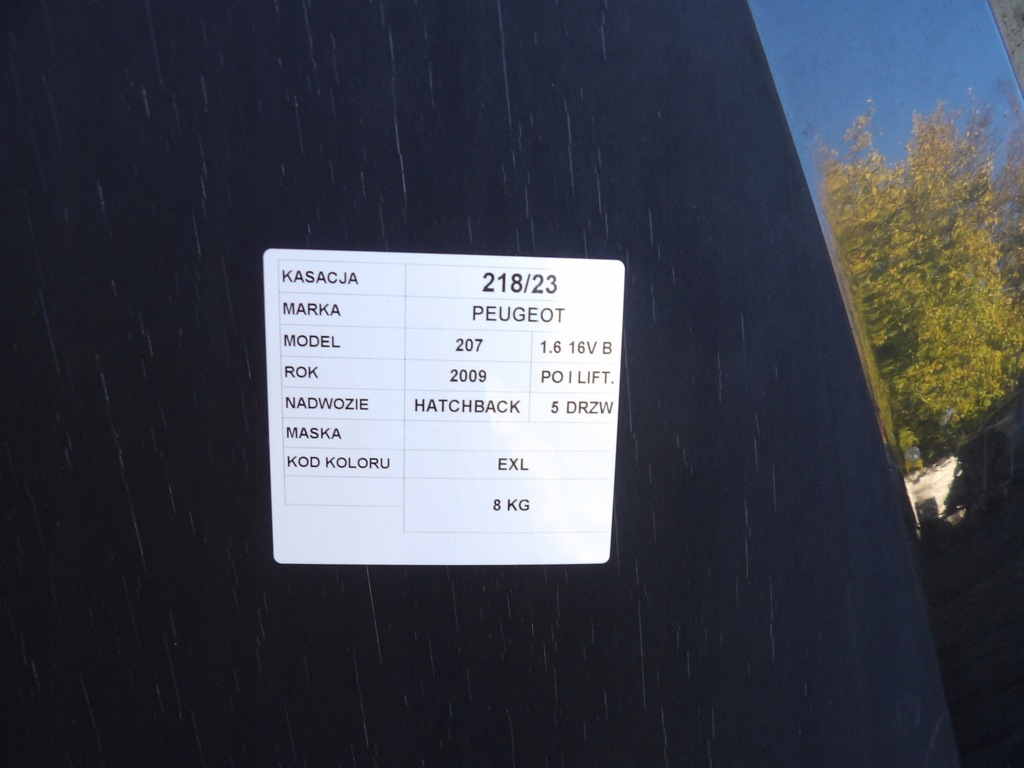 KASACJA 218/23
MARKA PEUGEOT
MODEL 207 1.6 16V B
ROK 2009 PO I LIFT.
NADWOZIE HATCHBACK 5 DRZW
MASKA
KOD KOLORU EXL
8 KG